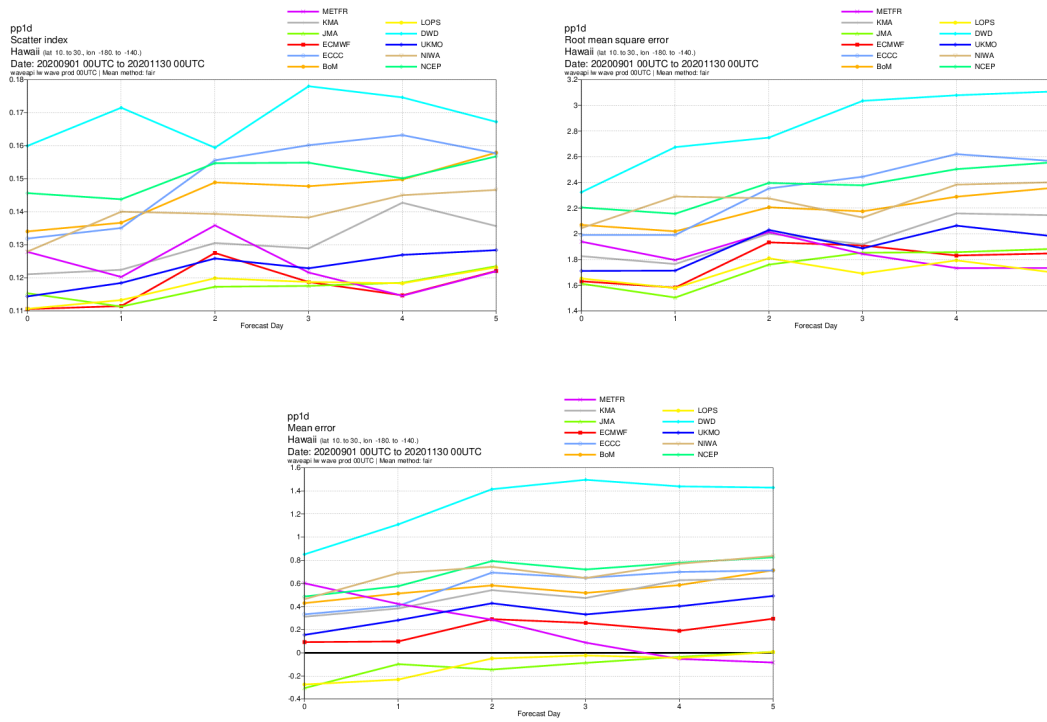 pp1d
Scatter index
Hawaii (lat 10. to 30., lon -180. to -140.)
Date: 20200901 00UTC to 20201130 00UTC
waveapi lw wave prod 00UTC | Mean method: fair
METFR
KMA
JMA
ECMWF
ECCC
BoM
LOPS
DWD
UKMO
NIWA
NCEP
0.18
0.17
0.16
0.15
0.14
0.13
0.12
0.11
0 1 2 3 4 5
Forecast Day
pp1d
Root mean square error
Hawaii (lat 10. to 30., lon -180. to -140.)
Date: 20200901 00UTC to 20201130 00UTC
waveapi lw wave prod 00UTC | Mean method: fair
METFR
KMA
JMA
ECMWF
ECCC
BoM
LOPS
DWD
UKMO
NIWA
NCEP
3.2
3
2.8
2.6
2.4
2.2
2
1.8
1.6
1.4
0 1 2 3 4
Forecast Day
pp1d
Mean error
Hawaii (lat 10. to 30., lon -180. to -140.)
Date: 20200901 00UTC to 20201130 00UTC
waveapi lw wave prod 00UTC | Mean method: fair
METFR
KMA
JMA
ECMWF
ECCC
BoM
LOPS
DWD
UKMO
NIWA
NCEP
1.6
1.4
1.2
1
0.8
0.6
0.4
0.2
0
-0.2
-0.4
0 1 2 3 4 5
Forecast Day